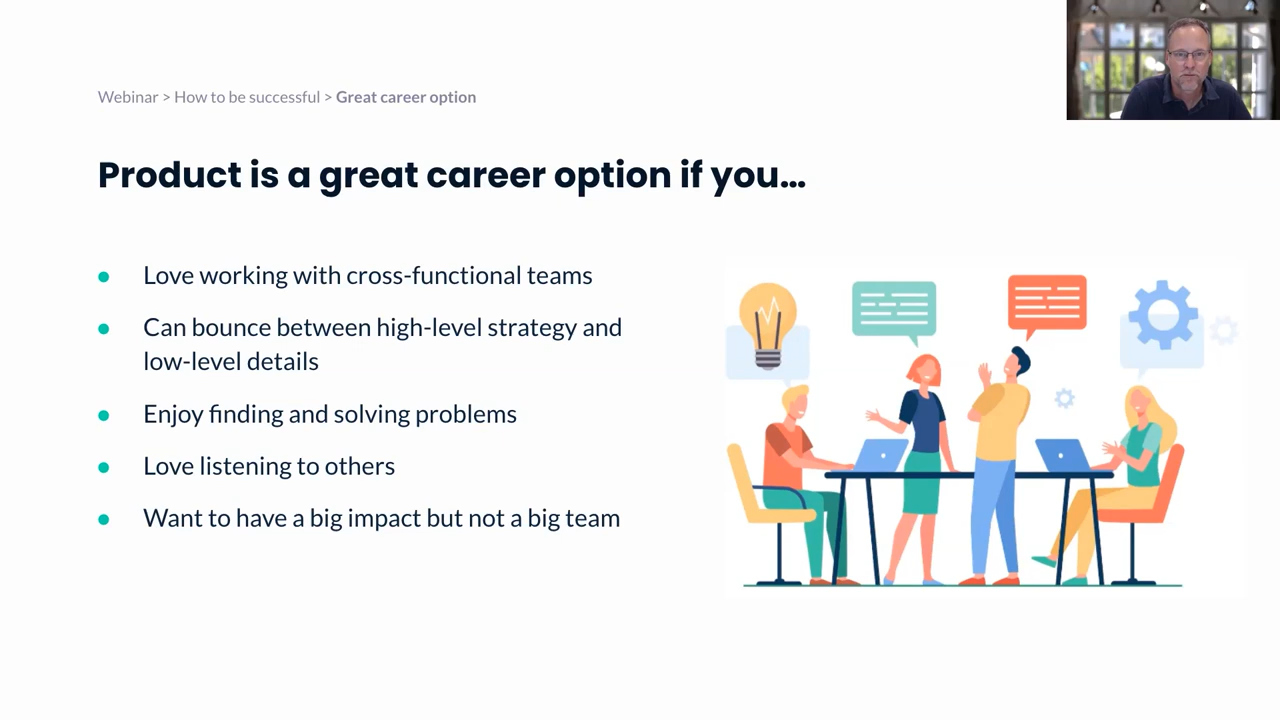 Webinar > How to be successful > Great career option
Product is a great career option if you...
● Love working with cross-functional teams
● Can bounce between high-level strategy and
low-level details
● Enjoy finding and solving problems
● Love listening to others
● Want to have a big impact but not a big team